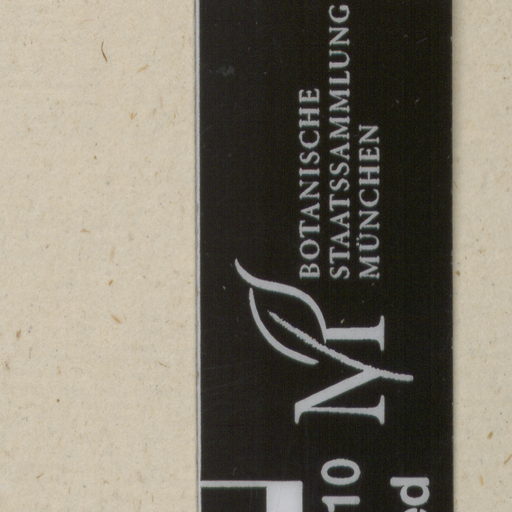 BOTANISCHE
STAATSSAMMLUNG
MÜNCHEN
M
10
ed